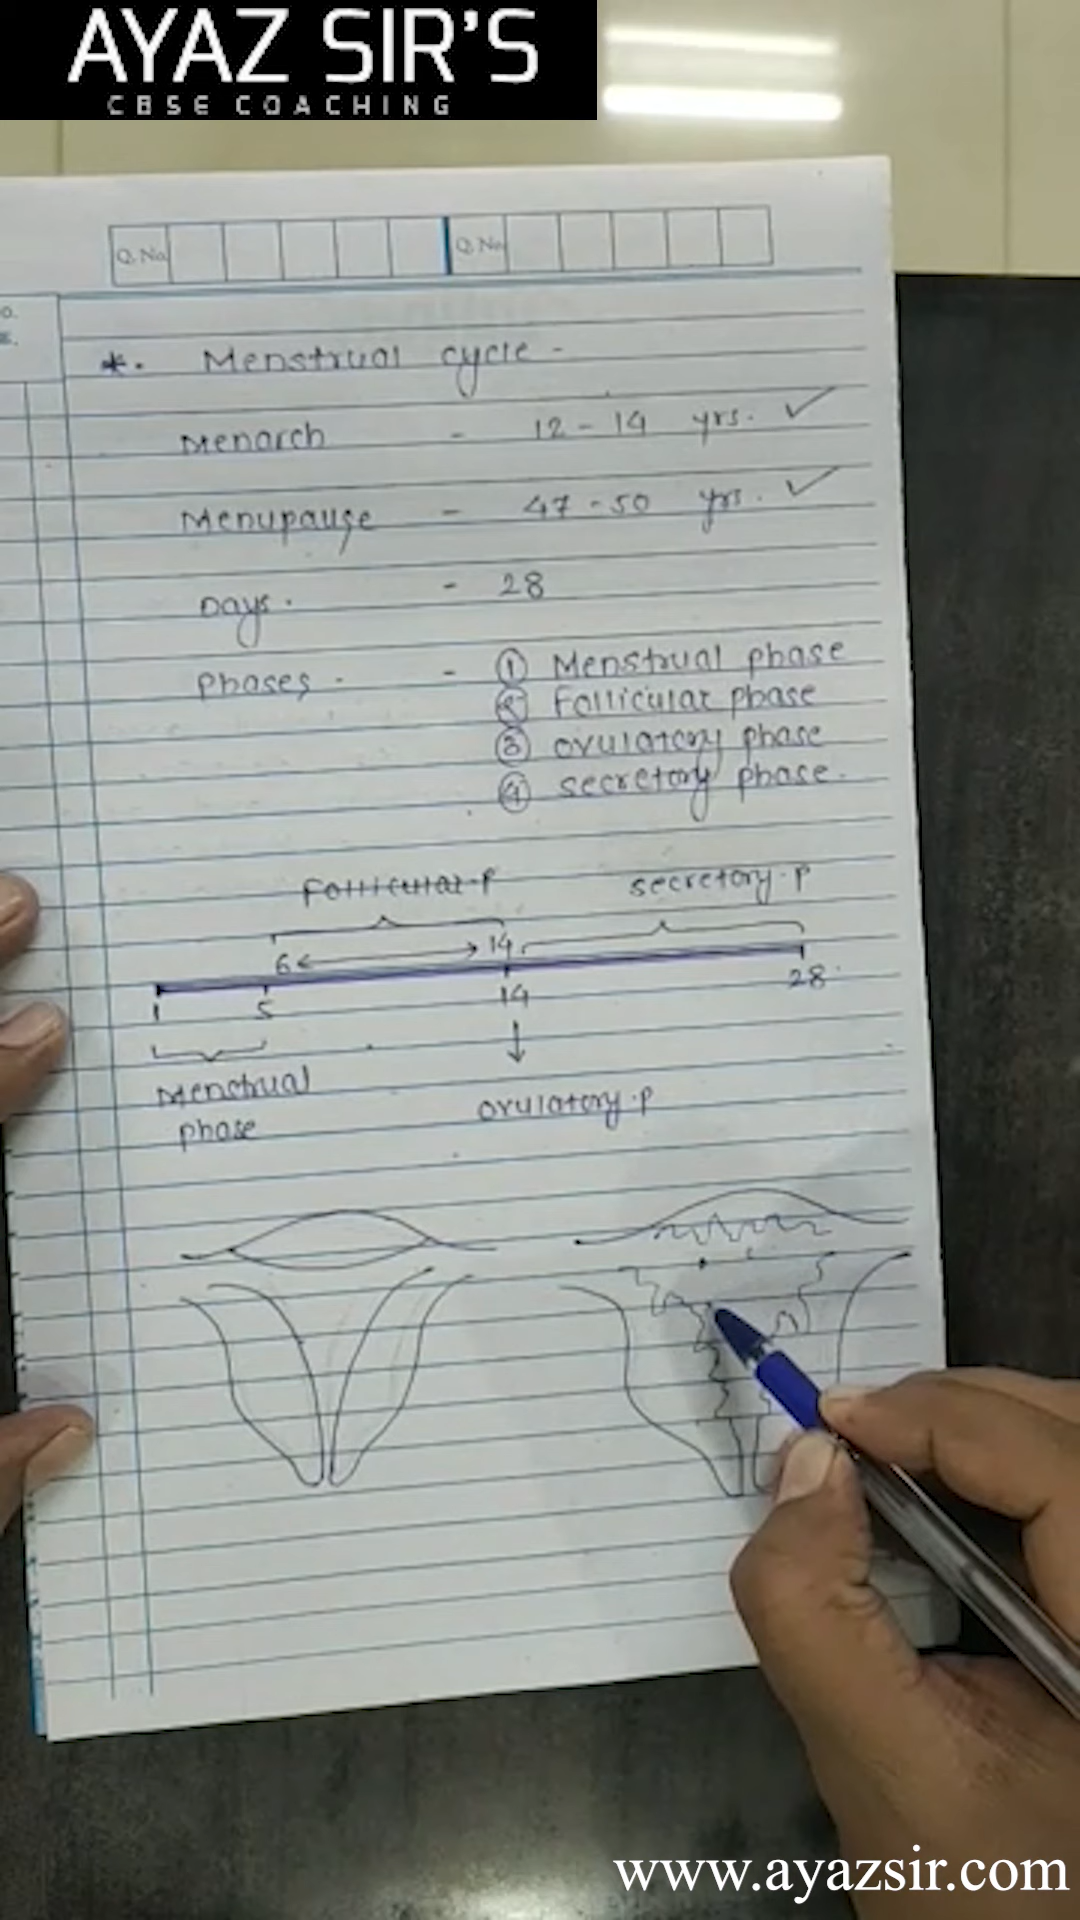 AYAZ SIR'S
CBSE COACHING
Q.No
Q.No
*. Menstrual cycle -
Menarch - 12 - 14 yrs. ✓
Menupause - 47 - 50 yrs. ✓
Days. - 28
Phases - ① Menstrual phase
② Follicular phase
③ ovulatory phase
④ secretory phase.
Follicular.P secretory.P
6 14
1 5 14 28
Menstrual
phase
ovulatory.P
www.ayazsir.com